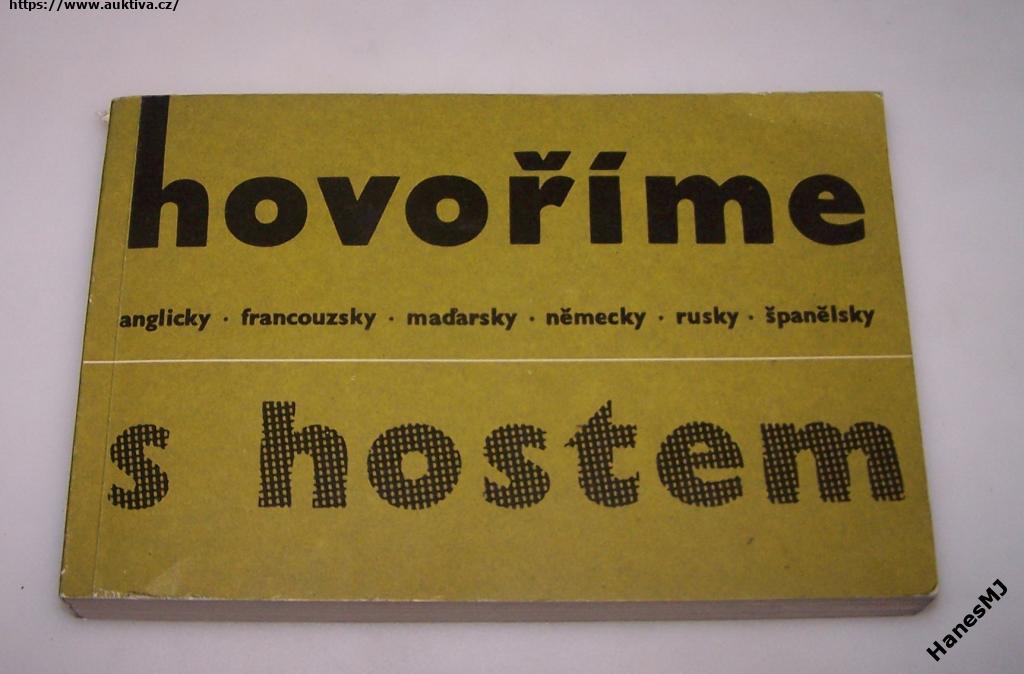 https://www.auktiva.cz/
hovoříme
anglicky · francouzsky · maďarsky · německy · rusky · španělsky
s hostem
HanesMJ